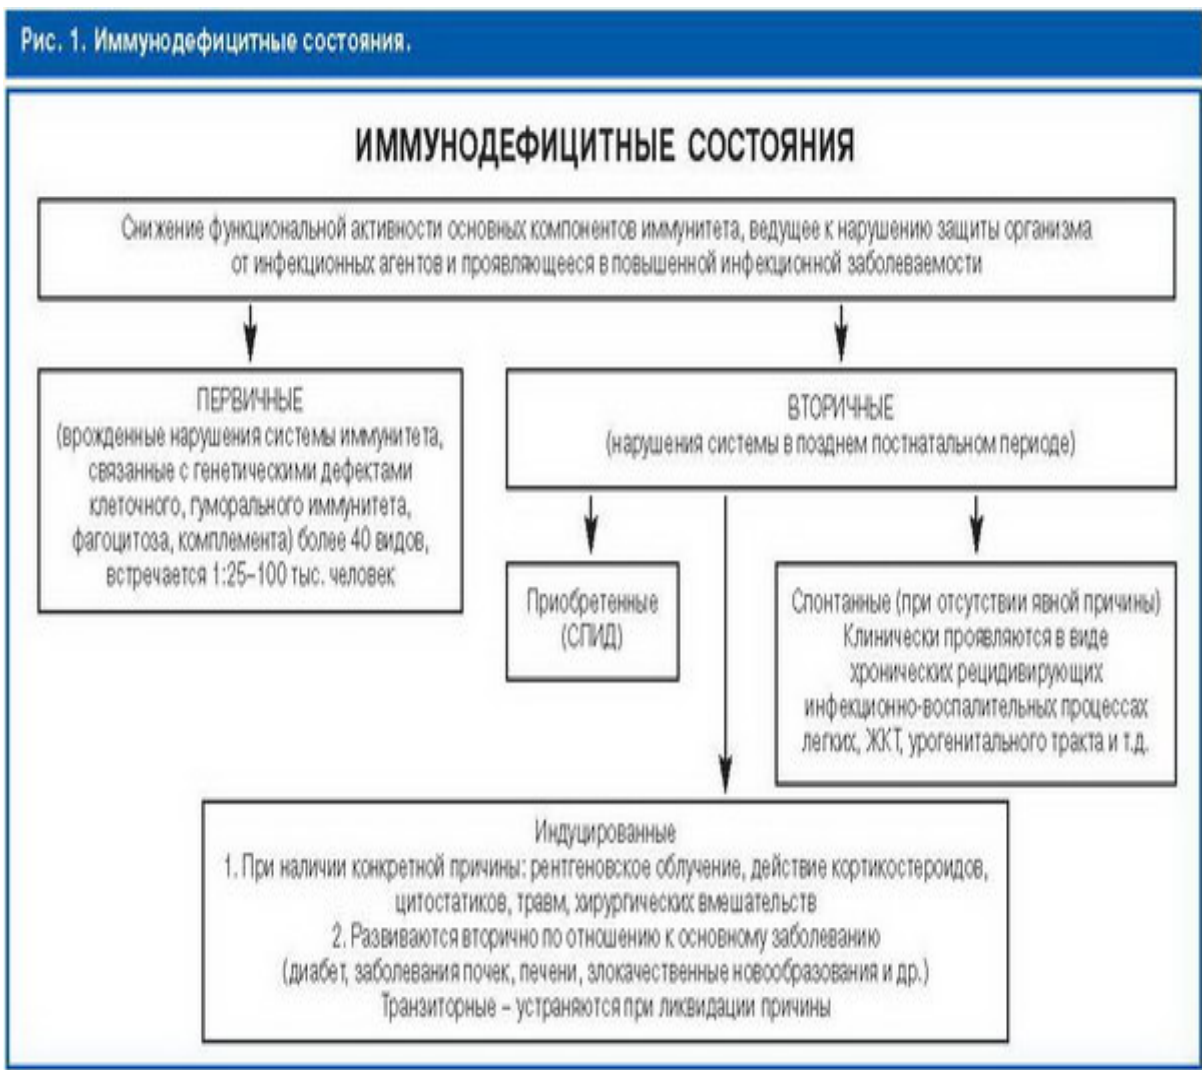 Рис. 1. Иммунодефицитные состояния.
ИММУНОДЕФИЦИТНЫЕ СОСТОЯНИЯ
Снижение функциональной активности основных компонентов иммунитета, ведущее к нарушению защиты организма
от инфекционных агентов и проявляющееся в повышенной инфекционной заболеваемости
ПЕРВИЧНЫЕ
(врожденные нарушения системы иммунитета,
связанные с генетическими дефектами
клеточного, гуморального иммунитета,
фагоцитоза, комплемента) более 40 видов,
встречается 1:25–100 тыс. человек
ВТОРИЧНЫЕ
(нарушения системы в позднем постнатальном периоде)
Приобретенные
(СПИД)
Спонтанные (при отсутствии явной причины)
Клинически проявляются в виде
хронических рецидивирующих
инфекционно-воспалительных процессах
легких, ЖКТ, урогенитального тракта и т.д.
Индуцированные
1. При наличии конкретной причины: рентгеновское облучение, действие кортикостероидов,
цитостатиков, травм, хирургических вмешательств
2. Развиваются вторично по отношению к основному заболеванию
(диабет, заболевания почек, печени, злокачественные новообразования и др.)
Транзиторные – устраняются при ликвидации причины